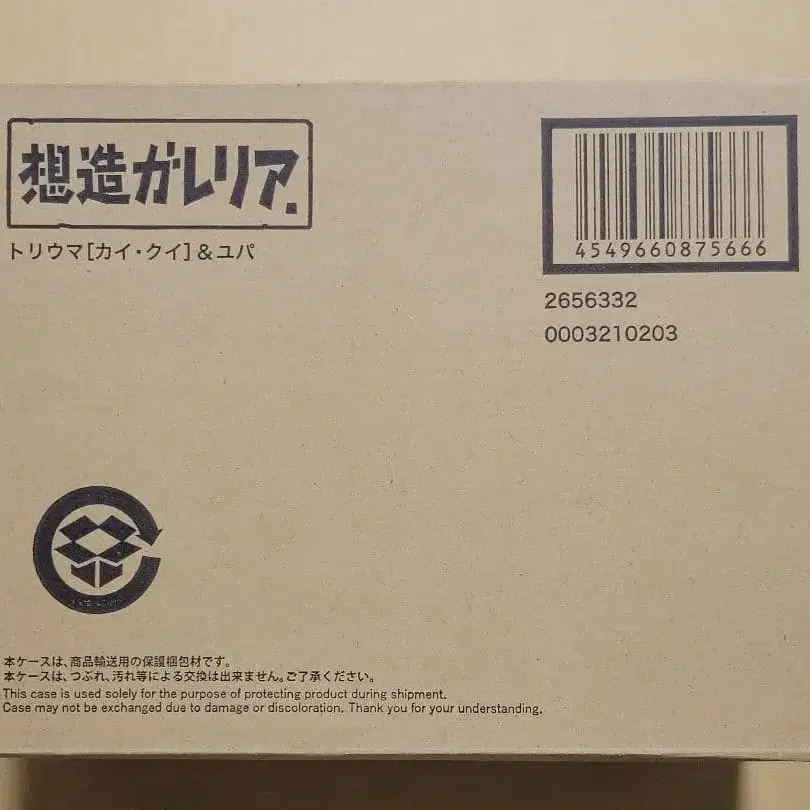 想造ガレリア.
トリウマ[カイ・クイ]&ユパ
4549660875666
2656332
0003210203
本ケースは、商品輸送用の保護梱包材です。
本ケースは、つぶれ、汚れ等による交換は出来ません。ご了承ください。
This case is used solely for the purpose of protecting product during shipment.
Case may not be exchanged due to damage or discoloration. Thank you for your understanding.